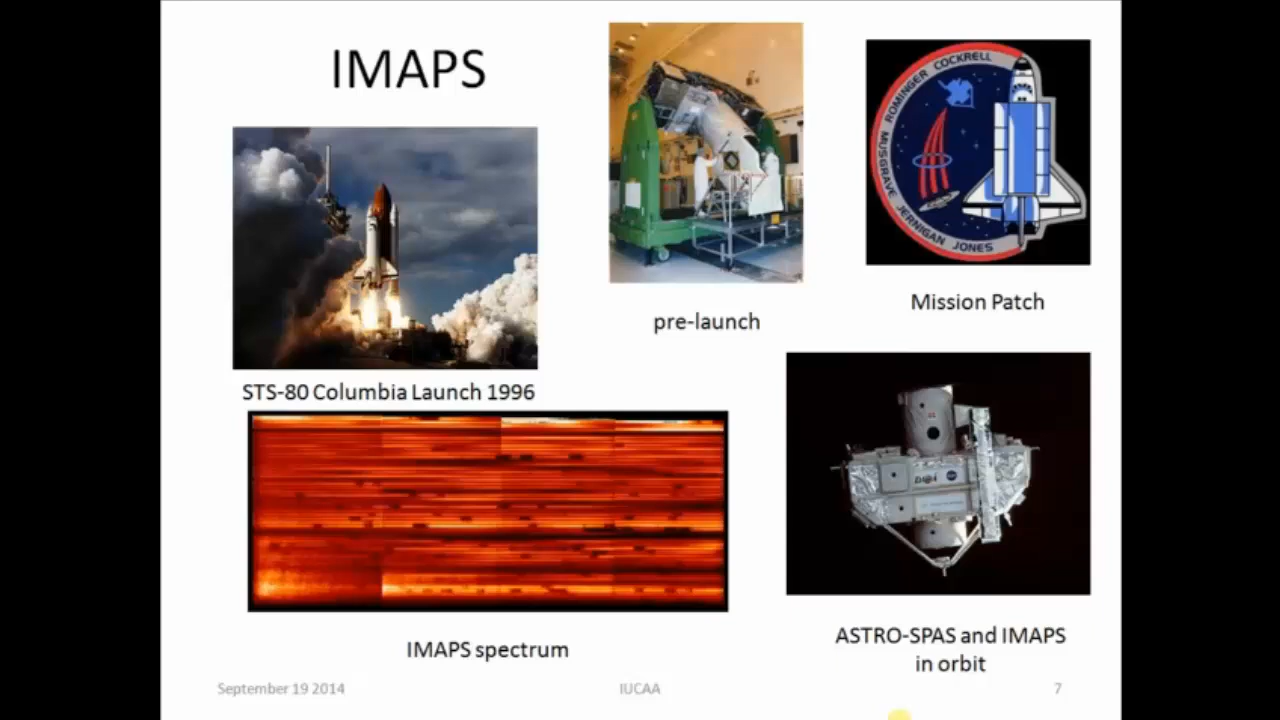 IMAPS
COCKRELL
ROMINGER
MUSGRAVE
JERNIGAN
JONES
pre-launch
Mission Patch
STS-80 Columbia Launch 1996
IMAPS spectrum
ASTRO-SPAS and IMAPS
in orbit
September 19 2014
IUCAA
7